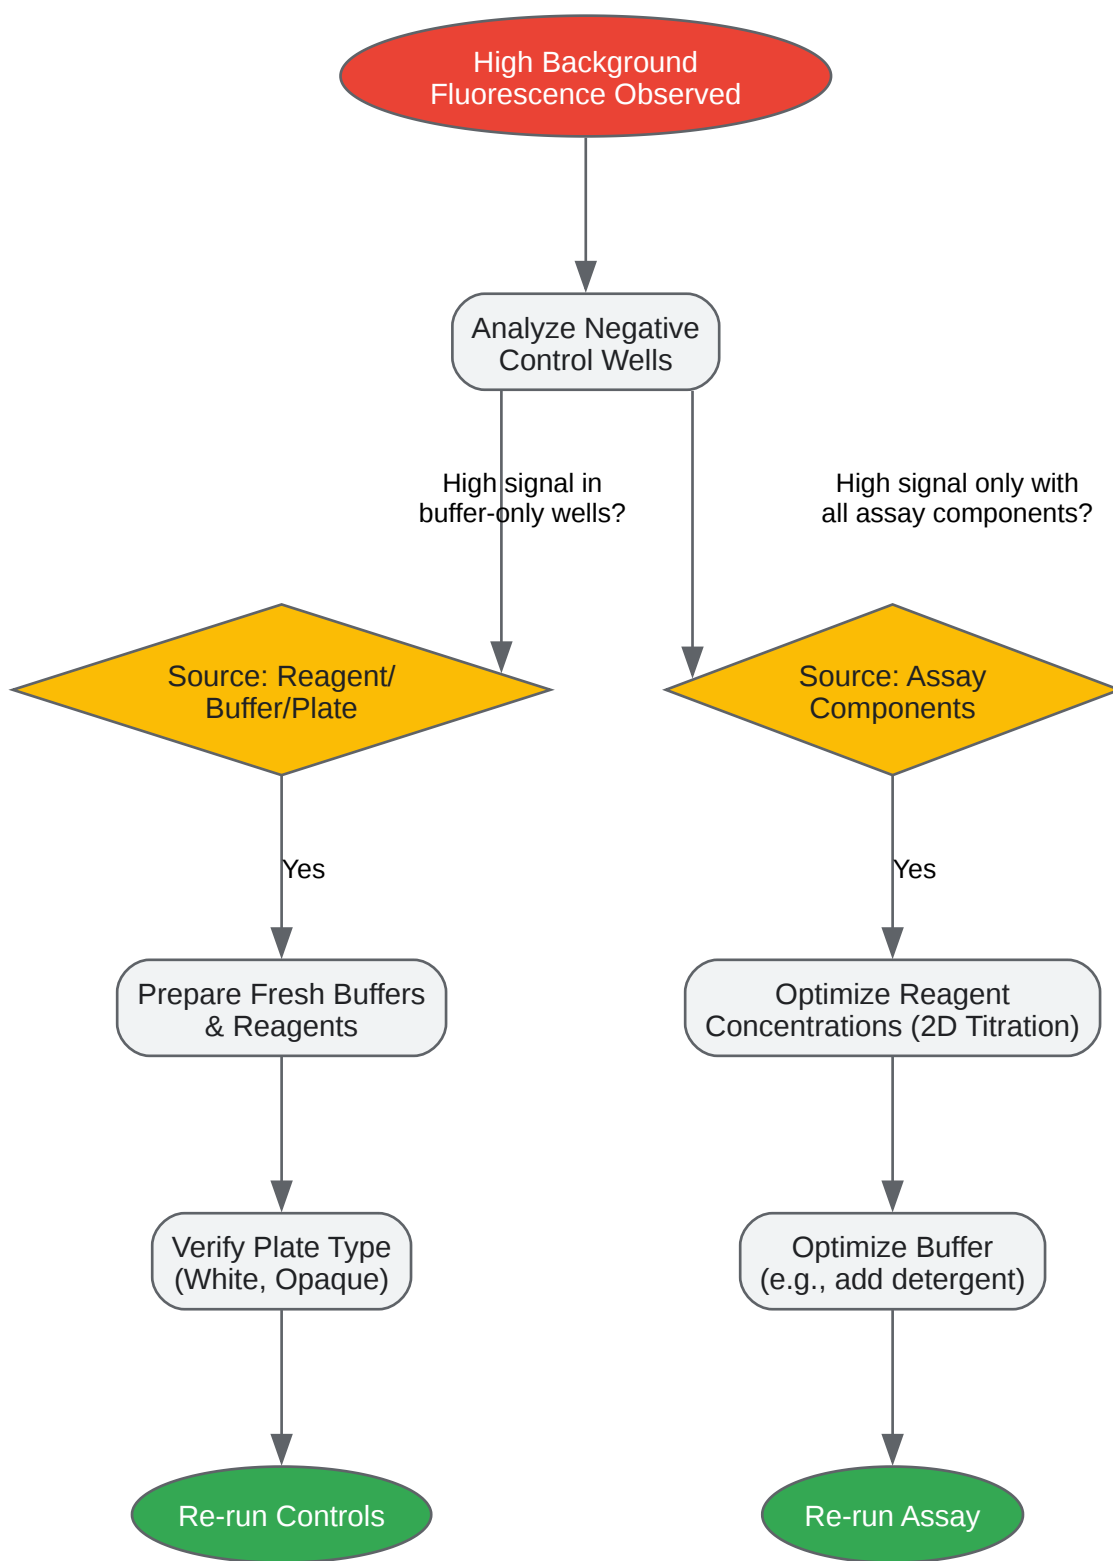 High Background
Fluorescence Observed
Analyze Negative
Control Wells
High signal in
buffer-only wells?
High signal only with
all assay components?
Source: Reagent/
Buffer/Plate
Source: Assay
Components
Yes
Yes
Prepare Fresh Buffers
& Reagents
Optimize Reagent
Concentrations (2D Titration)
Verify Plate Type
(White, Opaque)
Optimize Buffer
(e.g., add detergent)
Re-run Controls
Re-run Assay